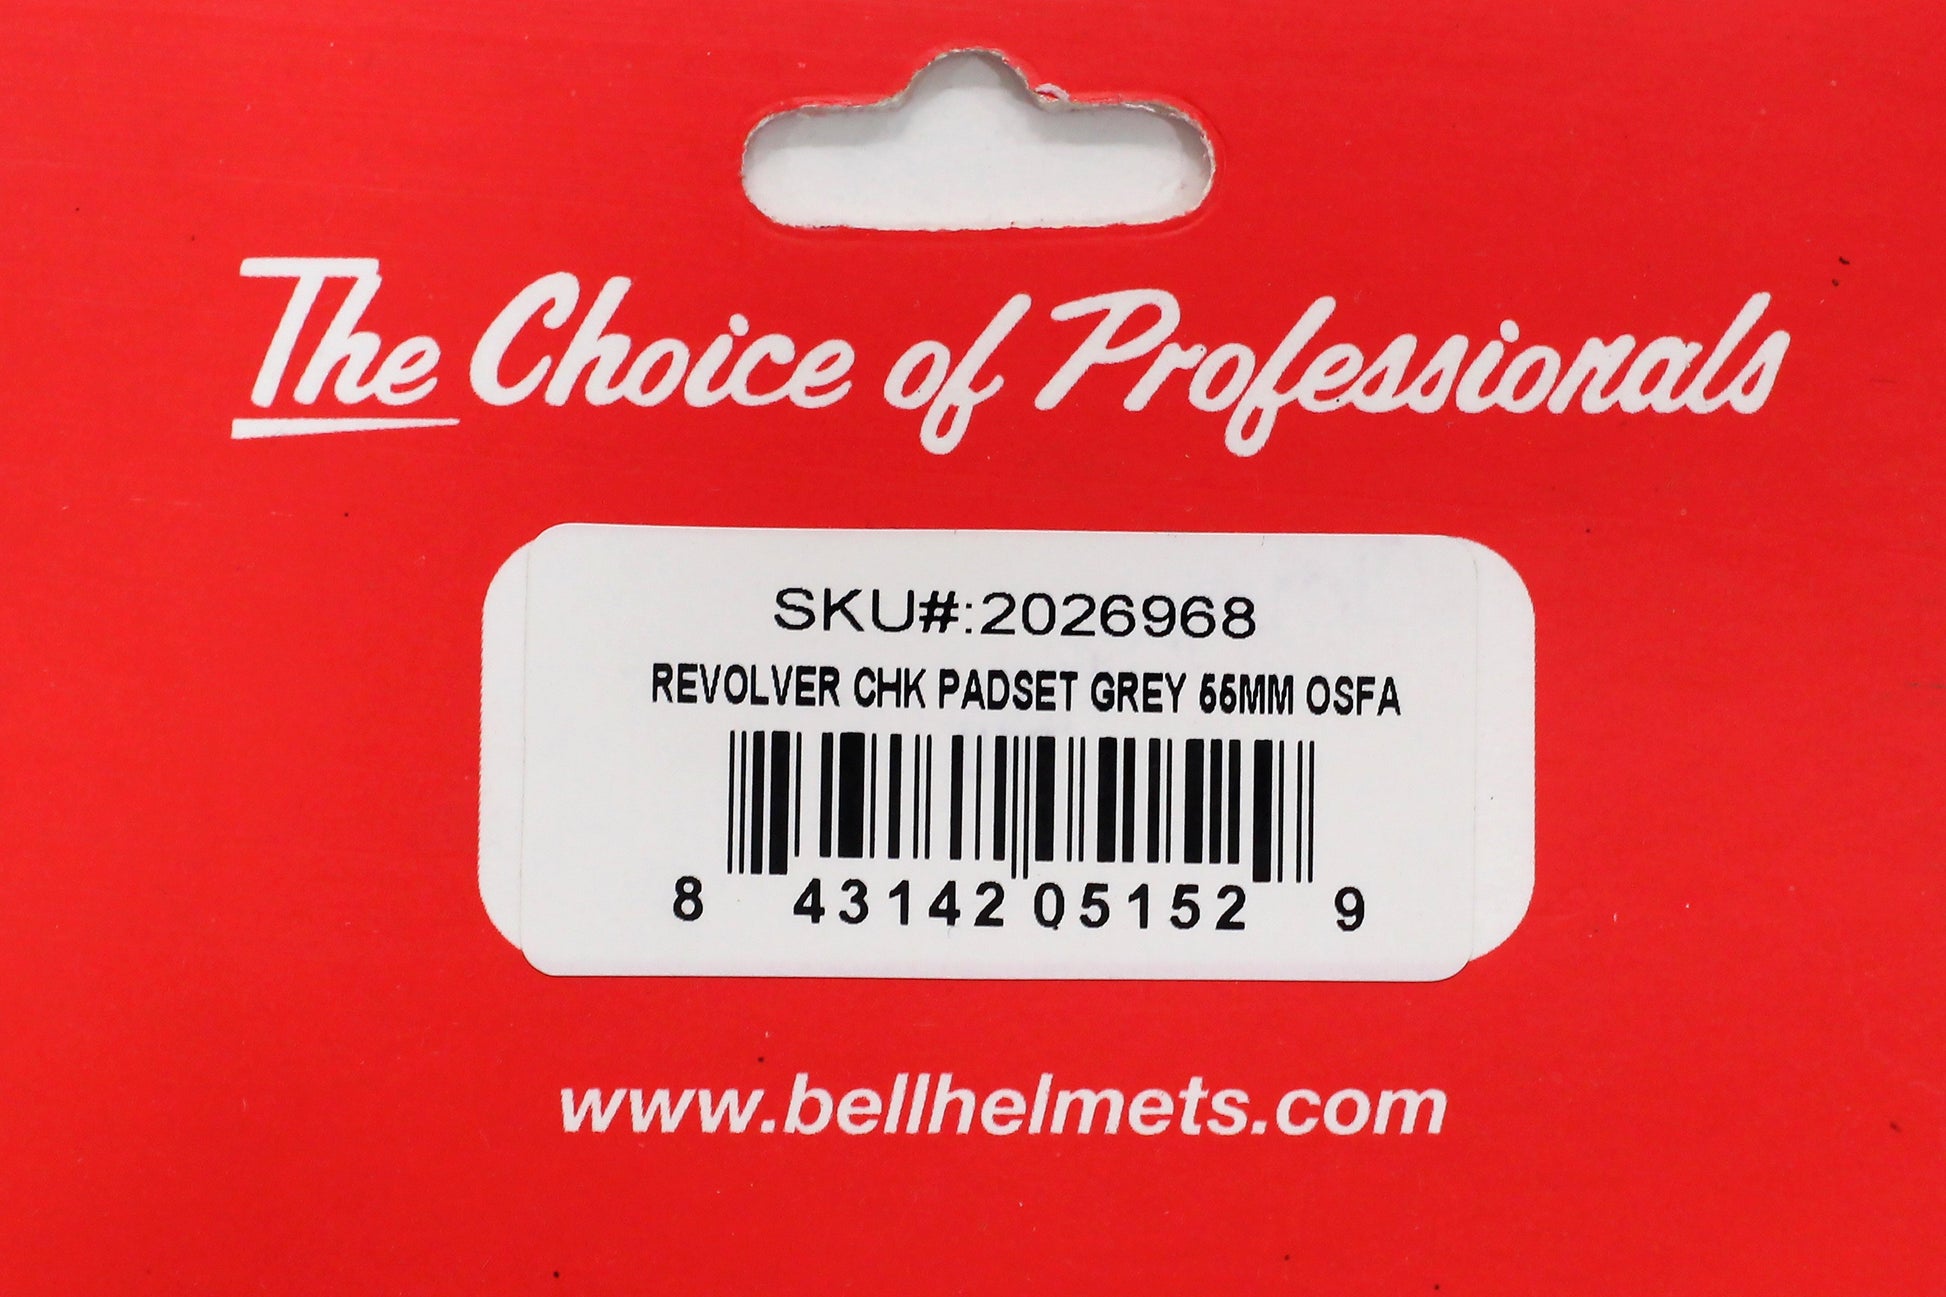 The Choice of Professionals
SKU#:2026968
REVOLVER CHK PADSET GREY 55MM OSFA
8 43142 05152 9
www.bellhelmets.com